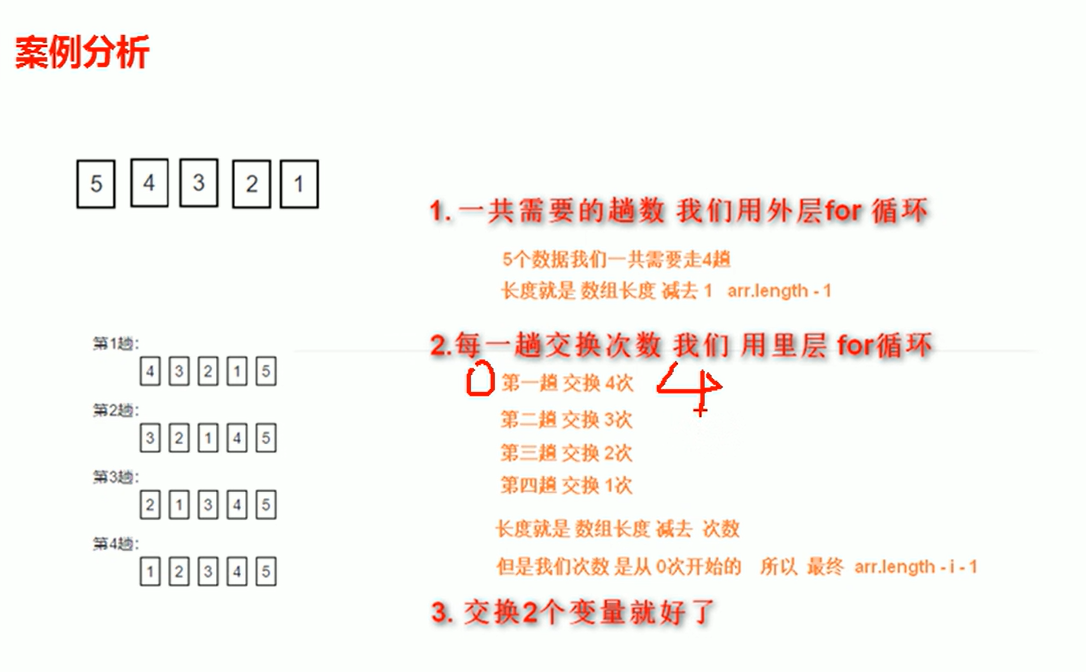 案例分析
5 4 3 2 1
1. 一共需要的趟数 我们用外层for 循环
5个数据我们一共需要走4趟
长度就是 数组长度 减去 1 arr.length - 1
第1趟:
4 3 2 1 5
第2趟:
3 2 1 4 5
第3趟:
2 1 3 4 5
第4趟:
1 2 3 4 5
2.每一趟交换次数 我们 用里层 for循环
0 第一趟 交换 4次 4
第二趟 交换 3次
第三趟 交换 2次
第四趟 交换 1次
长度就是 数组长度 减去 次数
但是我们次数 是从 0次开始的 所以 最终 arr.length - i - 1
3. 交换2个变量就好了